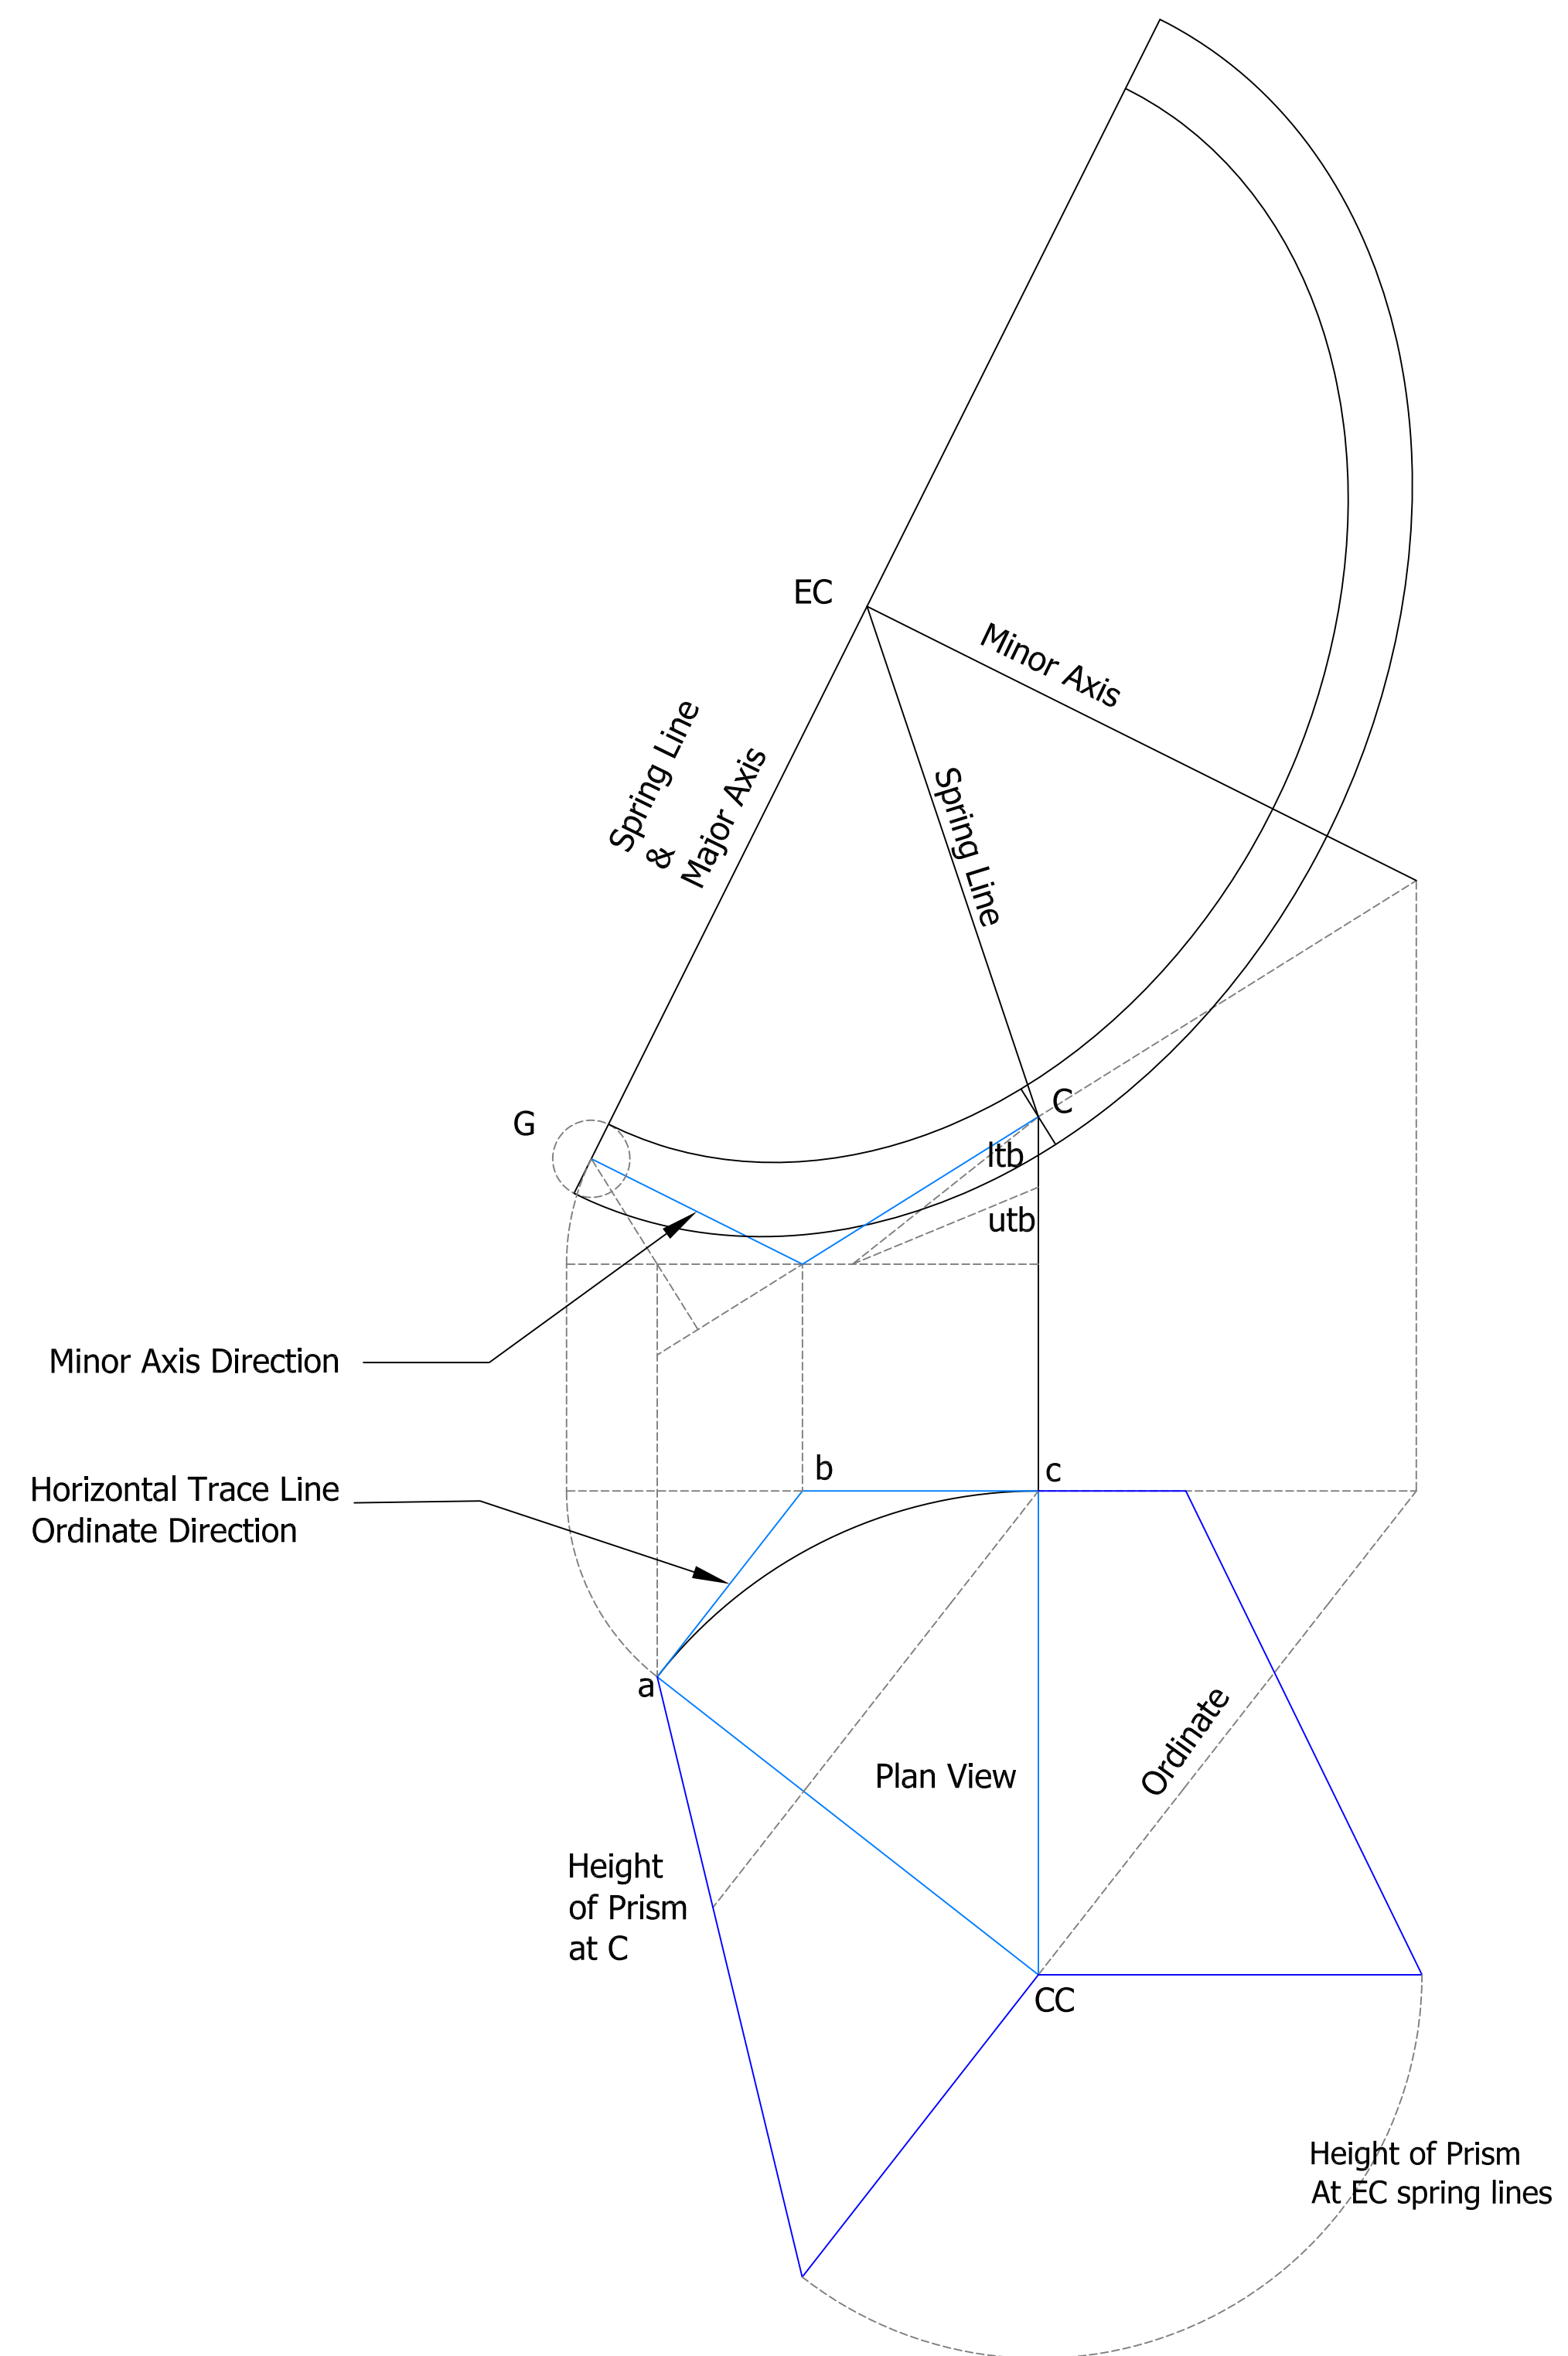 EC
Minor Axis
Spring Line
&
Major Axis
Spring Line
G
C
ltb
utb
Minor Axis Direction
b
c
Horizontal Trace Line
Ordinate Direction
a
Ordinate
Plan View
Height
of Prism
at C
CC
Height of Prism
At EC spring lines